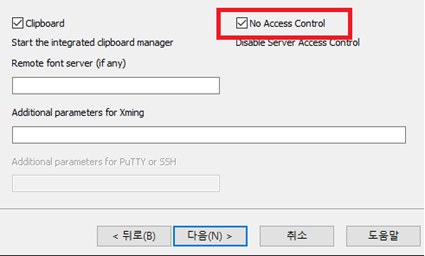 Clipboard
No Access Control
Start the integrated clipboard manager
Disable Server Access Control
Remote font server (if any)
Additional parameters for Xming
Additional parameters for PuTTY or SSH
< 뒤로(B)
다음(N) >
취소
도움말